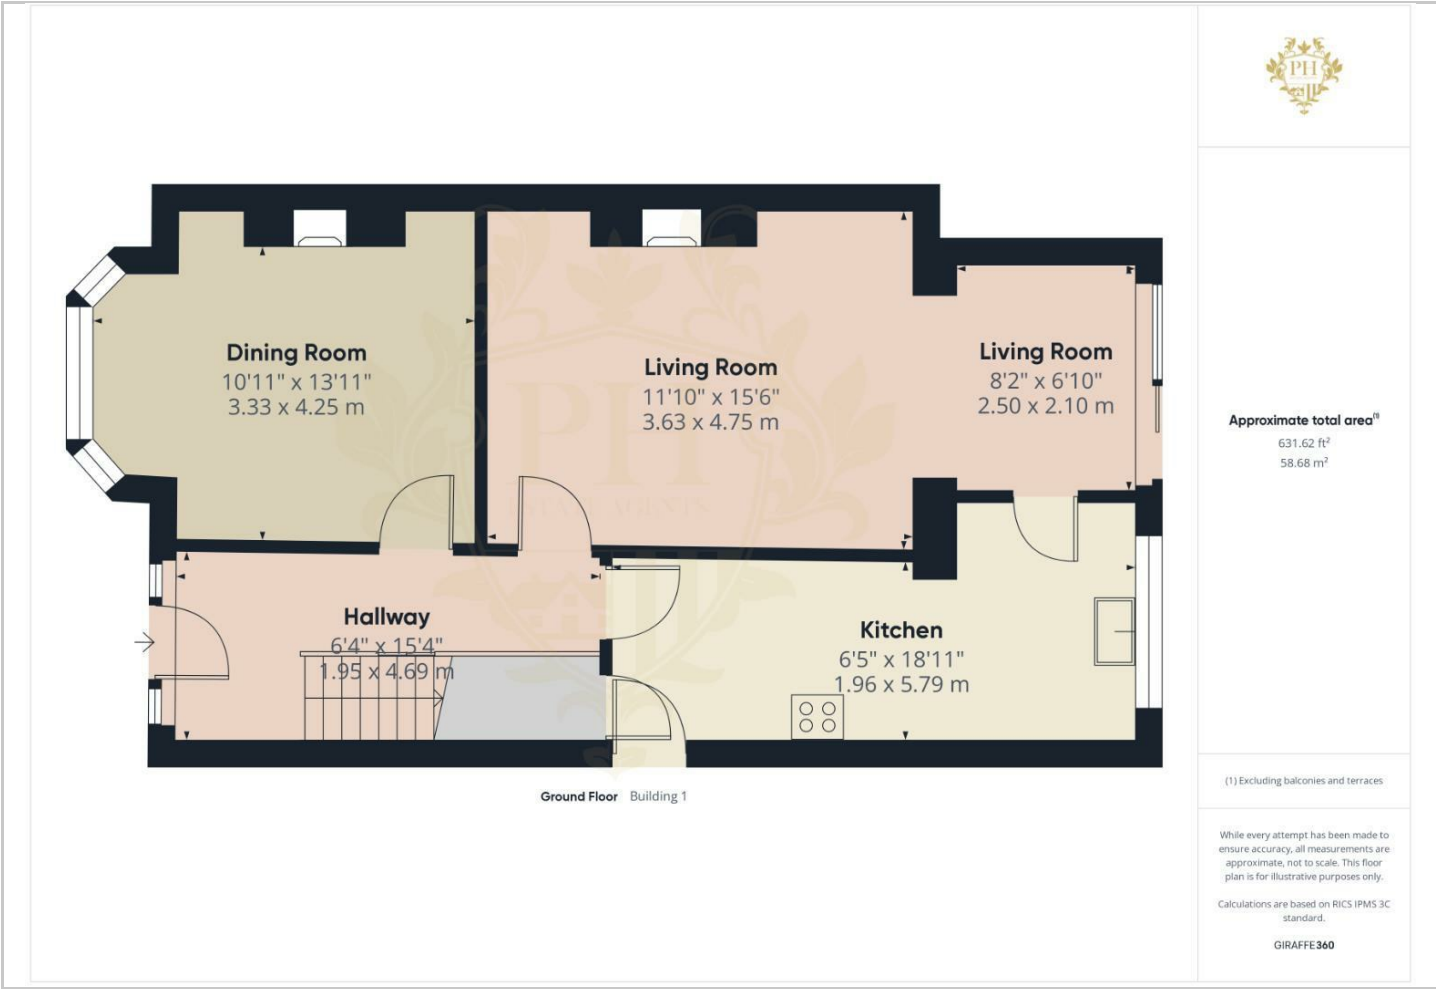 PH
Dining Room
10'11" x 13'11"
3.33 x 4.25 m
Living Room
11'10" x 15'6"
3.63 x 4.75 m
Living Room
8'2" x 6'10"
2.50 x 2.10 m
PH
ESTATE AGENTS
Hallway
6'4" x 15'4"
1.95 x 4.69 m
Kitchen
6'5" x 18'11"
1.96 x 5.79 m
Ground Floor Building 1
Approximate total area⁽¹⁾
631.62 ft²
58.68 m²
(1) Excluding balconies and terraces
While every attempt has been made to
ensure accuracy, all measurements are
approximate, not to scale. This floor
plan is for illustrative purposes only.
Calculations are based on RICS IPMS 3C
standard.
GIRAFFE360